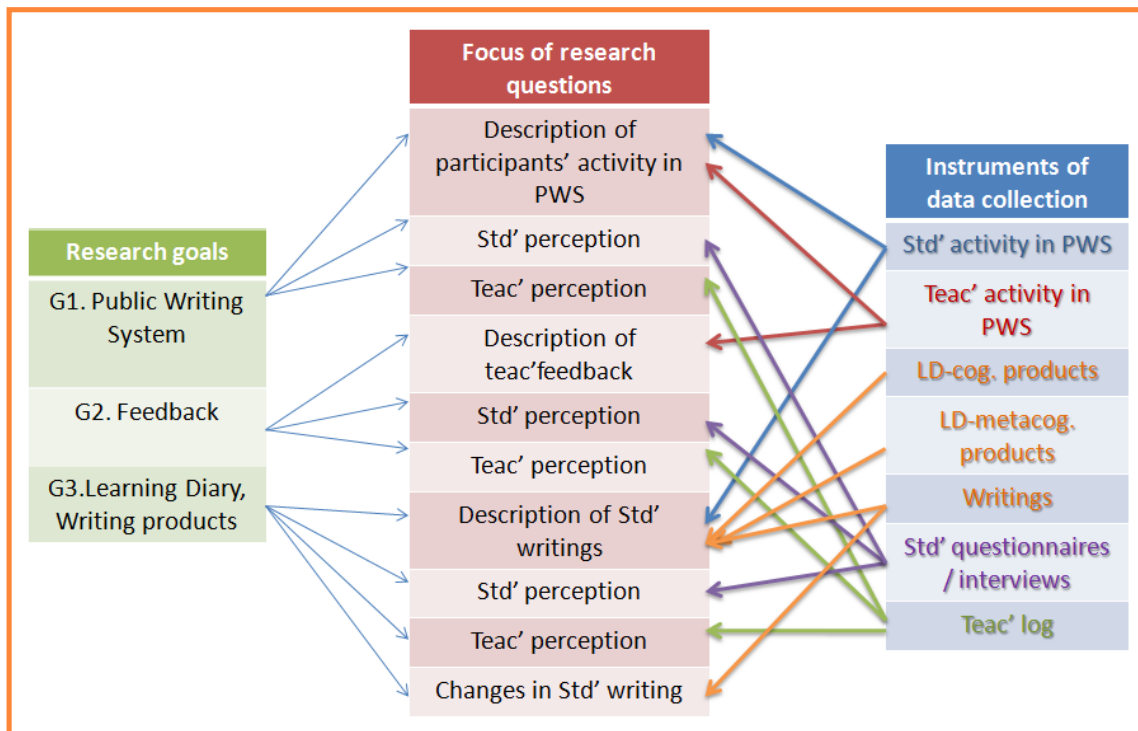 Research goals
G1. Public Writing
System
G2. Feedback
G3.Learning Diary,
Writing products
Focus of research
questions
Description of
participants’ activity in
PWS
Std’ perception
Teac’ perception
Description of
teac’feedback
Std’ perception
Teac’ perception
Description of Std’
writings
Std’ perception
Teac’ perception
Changes in Std’ writing
Instruments of
data collection
Std’ activity in PWS
Teac’ activity in
PWS
LD-cog. products
LD-metacog.
products
Writings
Std’ questionnaires
/ interviews
Teac’ log